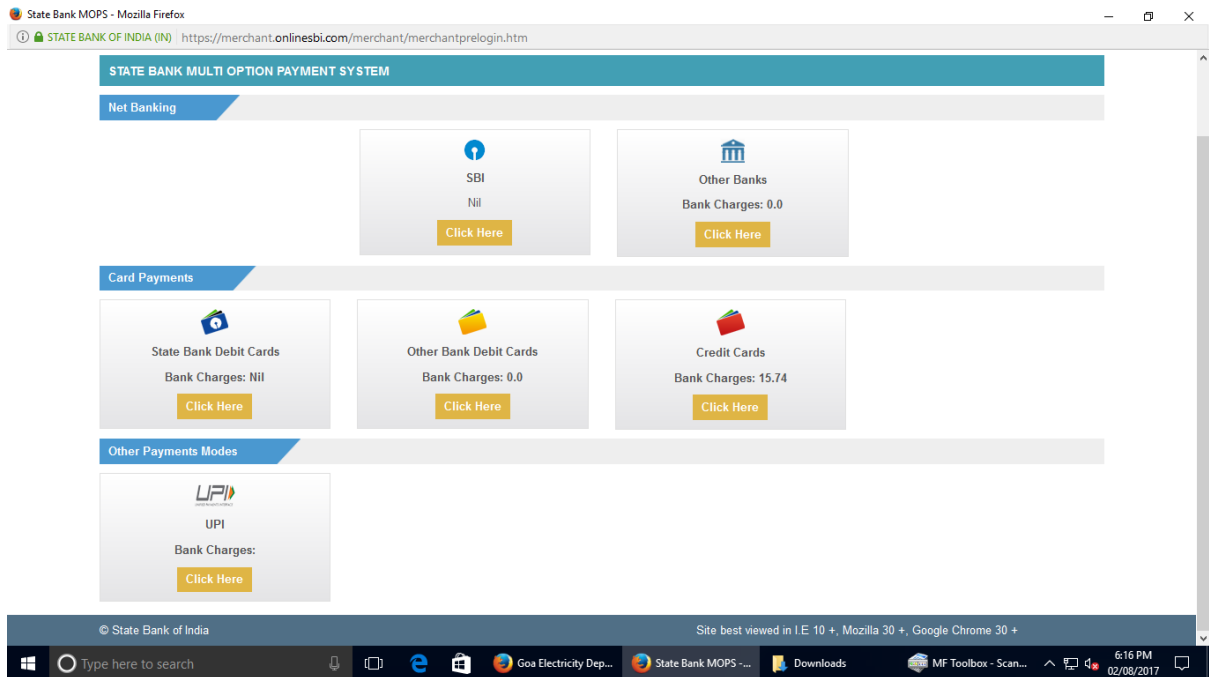 State Bank MOPS - Mozilla Firefox
STATE BANK OF INDIA (IN) https://merchant.onlinesbi.com/merchant/merchantprelogin.htm
STATE BANK MULTI OPTION PAYMENT SYSTEM
Net Banking
SBI
Nil
Click Here
Other Banks
Bank Charges: 0.0
Click Here
Card Payments
State Bank Debit Cards
Bank Charges: Nil
Click Here
Other Bank Debit Cards
Bank Charges: 0.0
Click Here
Credit Cards
Bank Charges: 15.74
Click Here
Other Payments Modes
UPI
UPI
Bank Charges:
Click Here
© State Bank of India
Site best viewed in I.E 10 +, Mozilla 30 +, Google Chrome 30 +
Type here to search
Goa Electricity Dep...
State Bank MOPS -...
Downloads
MF Toolbox - Scan...
6:16 PM
02/08/2017